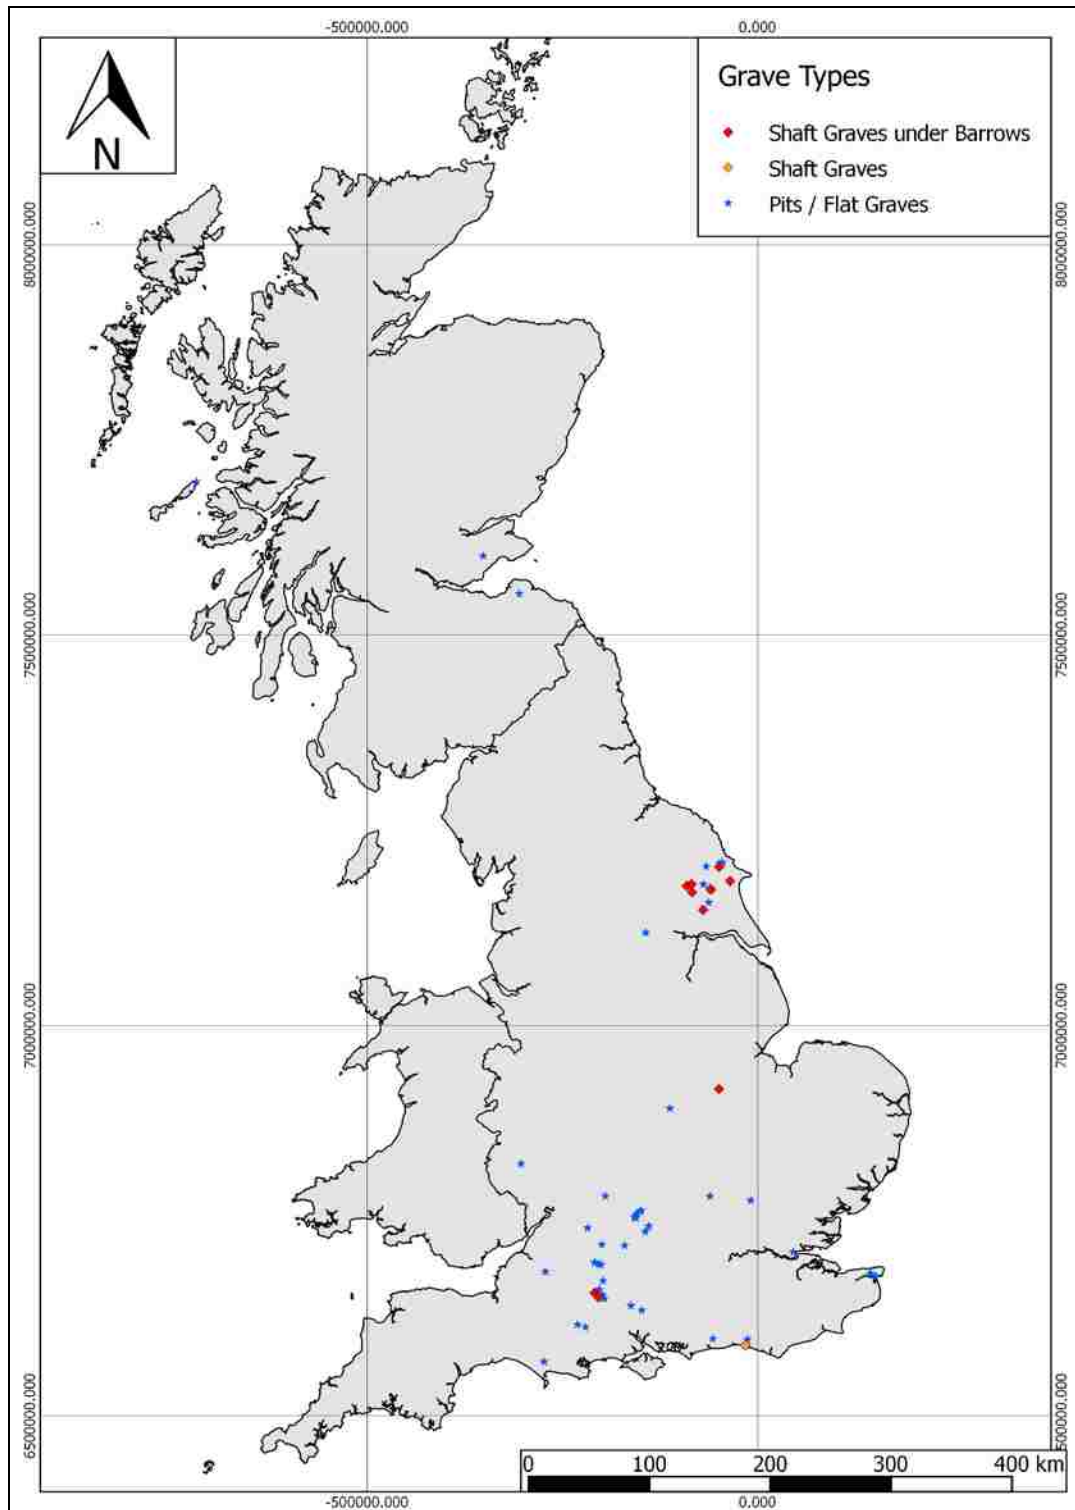 -500000.000 0.000
N
Grave Types
Shaft Graves under Barrows
Shaft Graves
Pits / Flat Graves
8000000.000 8000000.000
7500000.000 7500000.000
7000000.000 7000000.000
6500000.000 500000.000
0 100 200 300 400 km
-500000.000 0.000